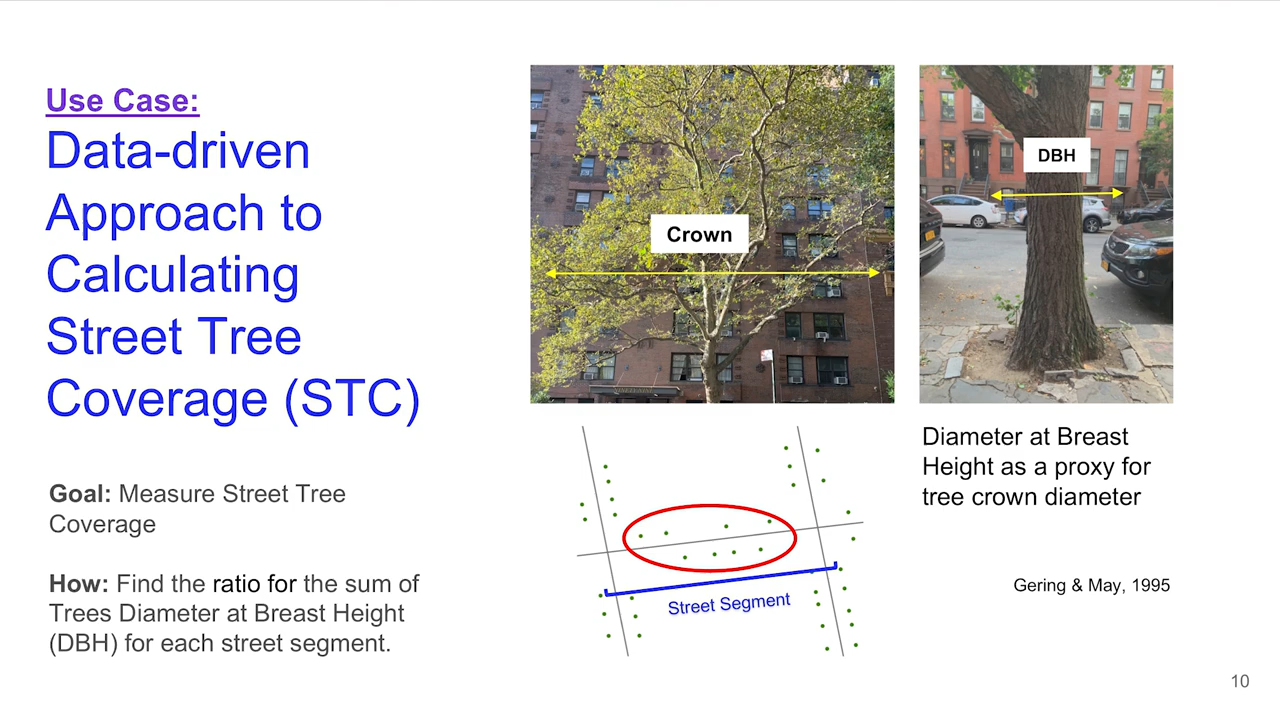 Use Case:
Data-driven
Approach to
Calculating
Street Tree
Coverage (STC)
Goal: Measure Street Tree
Coverage
How: Find the ratio for the sum of
Trees Diameter at Breast Height
(DBH) for each street segment.
Crown
DBH
Diameter at Breast
Height as a proxy for
tree crown diameter
Street Segment
Gering & May, 1995
10